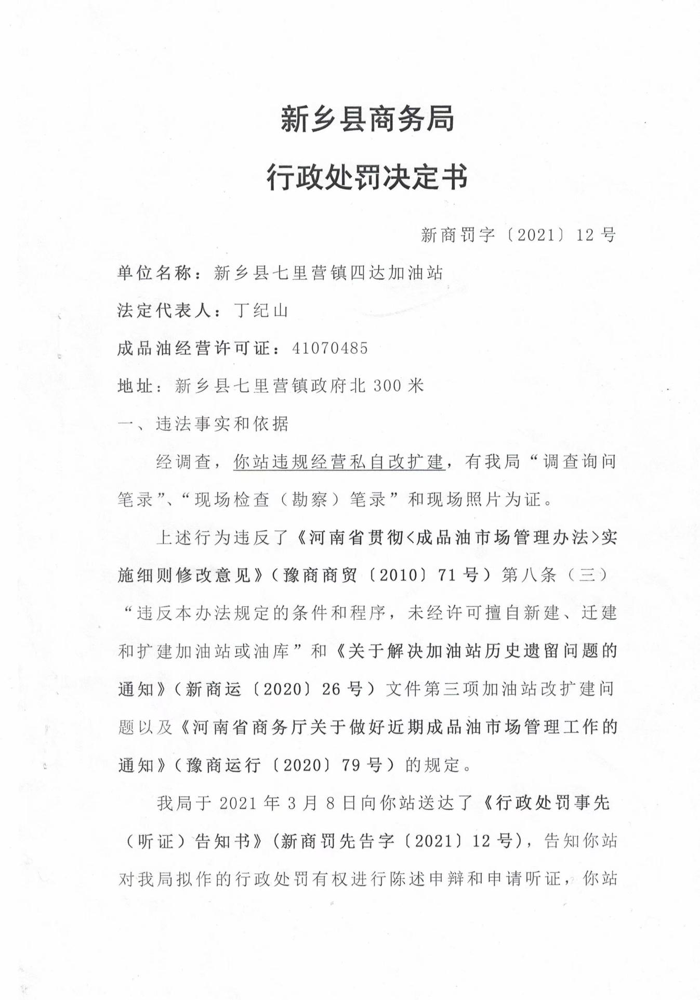 新乡县商务局
行政处罚决定书
新商罚字〔2021〕12号
单位名称：新乡县七里营镇四达加油站
法定代表人：丁纪山
成品油经营许可证：41070485
地址：新乡县七里营镇政府北300米
一、违法事实和依据
经调查，你站违规经营私自改扩建，有我局“调查询问
笔录”、“现场检查（勘察）笔录”和现场照片为证。
上述行为违反了《河南省贯彻<成品油市场管理办法>实
施细则修改意见》（豫商商贸〔2010〕71号）第八条（三）
“违反本办法规定的条件和程序，未经许可擅自新建、迁建
和扩建加油站或油库”和《关于解决加油站历史遗留问题的
通知》（新商运〔2020〕26号）文件第三项加油站改扩建问
题以及《河南省商务厅关于做好近期成品油市场管理工作的
通知》（豫商运行〔2020〕79号）的规定。
我局于2021年3月8日向你站送达了《行政处罚事先
（听证）告知书》(新商罚先告字〔2021〕12号)，告知你站
对我局拟作的行政处罚有权进行陈述申辩和申请听证，你站